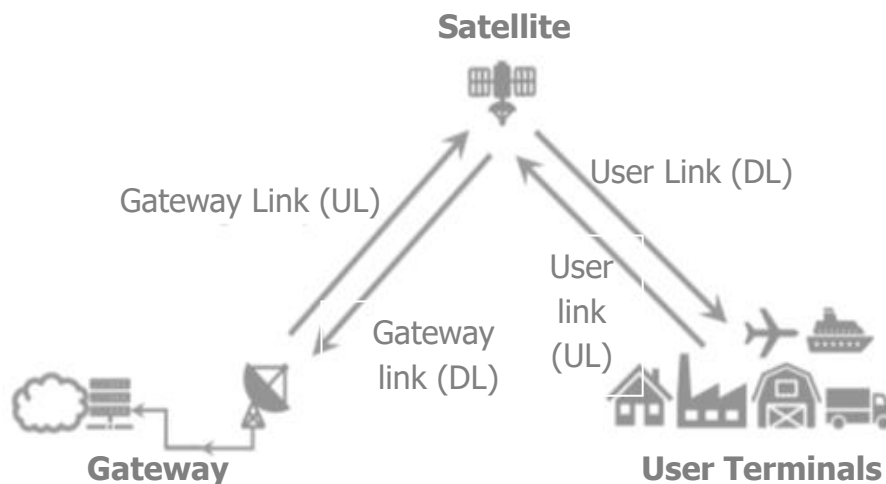 Satellite
User Link (DL)
Gateway Link (UL)
User
link
(UL)
Gateway
link (DL)
Gateway
User Terminals